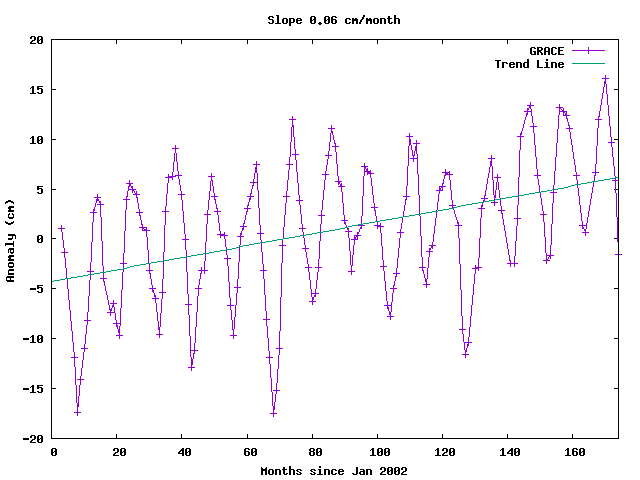 Slope 0.06 cm/month
GRACE
Trend Line
20
15
10
5
0
-5
-10
-15
-20
Anomaly (cm)
0 20 40 60 80 100 120 140 160
Months since Jan 2002